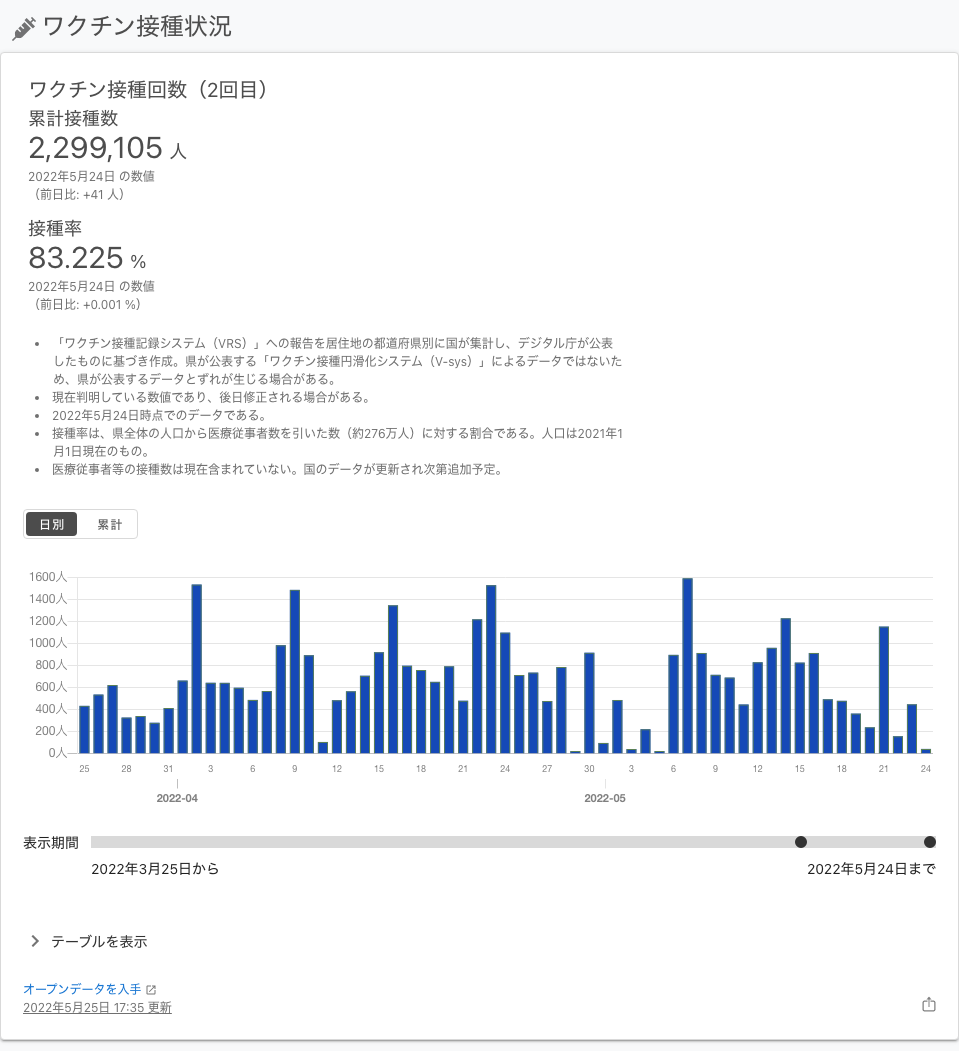 ワクチン接種状況
ワクチン接種回数（2回目）
累計接種数
2,299,105 人
2022年5月24日 の数値
（前日比: +41 人）
接種率
83.225 %
2022年5月24日 の数値
（前日比: +0.001 %）
• 「ワクチン接種記録システム（VRS）」への報告を居住地の都道府県別に国が集計し、デジタル庁が公表
したものに基づき作成。県が公表する「ワクチン接種円滑化システム（V-sys）」によるデータではないた
め、県が公表するデータとずれが生じる場合がある。
• 現在判明している数値であり、後日修正される場合がある。
• 2022年5月24日時点でのデータである。
• 接種率は、県全体の人口から医療従事者数を引いた数（約276万人）に対する割合である。人口は2021年1
月1日現在のもの。
• 医療従事者等の接種数は現在含まれていない。国のデータが更新され次第追加予定。
日別 累計
1600人
1400人
1200人
1000人
800人
600人
400人
200人
0人
25 28 31 3 6 9 12 15 18 21 24 27 30 3 6 9 12 15 18 21 24
2022-04 2022-05
表示期間
2022年3月25日から 2022年5月24日まで
テーブルを表示
オープンデータを入手
2022年5月25日 17:35 更新